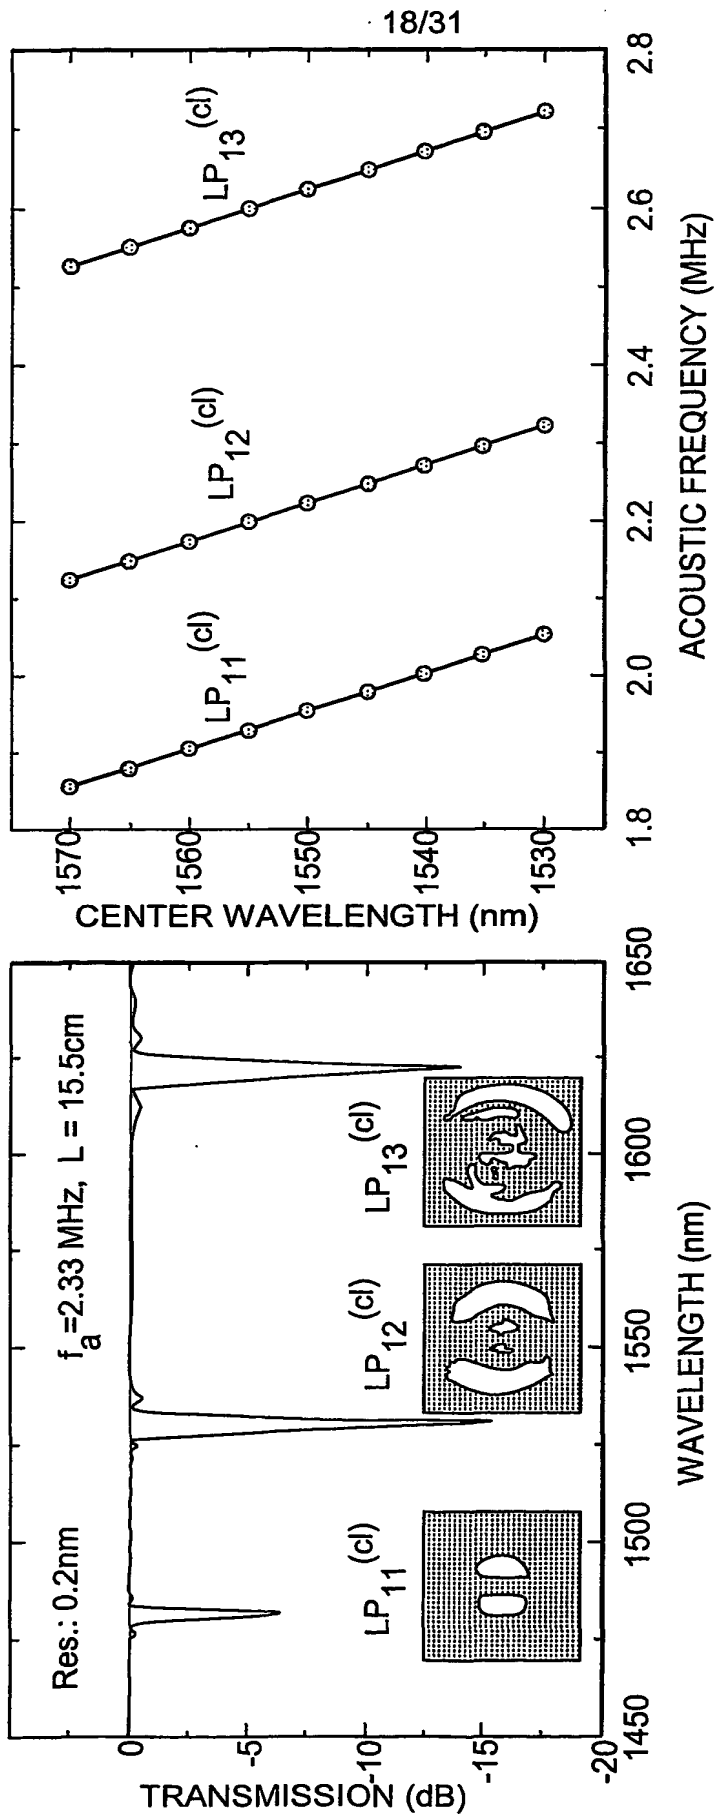 18/31
TRANSMISSION (dB)
0
-5
-10
-15
-20
Res.: 0.2nm
fa =2.33 MHz, L = 15.5cm
LP11(cl)
LP12(cl)
LP13(cl)
1450
1500
1550
1600
1650
WAVELENGTH (nm)
CENTER WAVELENGTH (nm)
1570
1560
1550
1540
1530
LP11(cl)
LP12(cl)
LP13(cl)
1.8
2.0
2.2
2.4
2.6
2.8
ACOUSTIC FREQUENCY (MHz)